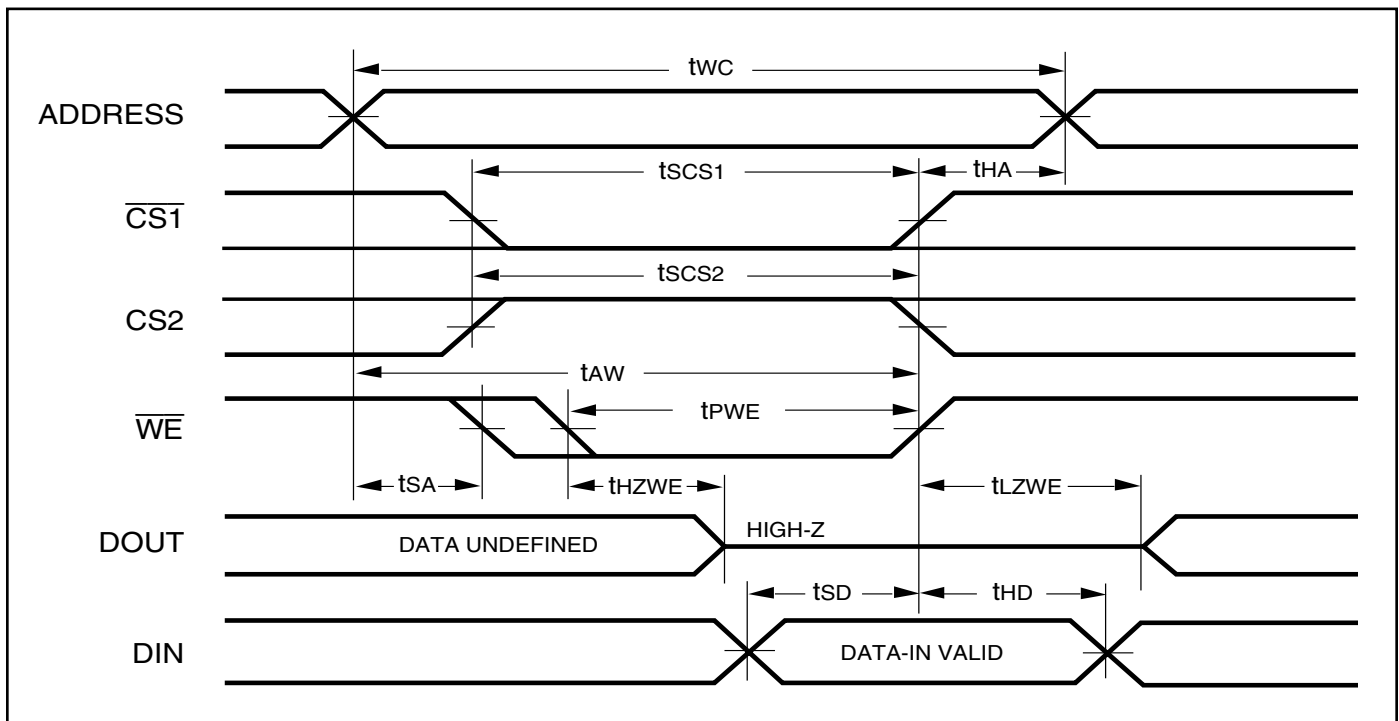 tWC
ADDRESS
tSCS1
tHA
CS1
tSCS2
CS2
tAW
tPWE
WE
tSA
tHZWE
tLZWE
DOUT
DATA UNDEFINED
HIGH-Z
tSD
tHD
DIN
DATA-IN VALID